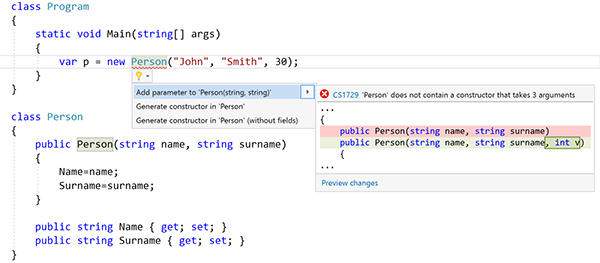 class Program
{
    static void Main(string[] args)
    {
        var p = new Person("John", "Smith", 30);
    }
}
Add parameter to 'Person(string, string)'
Generate constructor in 'Person'
Generate constructor in 'Person' (without fields)
CS1729 'Person' does not contain a constructor that takes 3 arguments
...
{
    public Person(string name, string surname)
    public Person(string name, string surname, int v)
    {
...
Preview changes
class Person
{
    public Person(string name, string surname)
    {
        Name=name;
        Surname=surname;
    }
    public string Name { get; set; }
    public string Surname { get; set; }
}